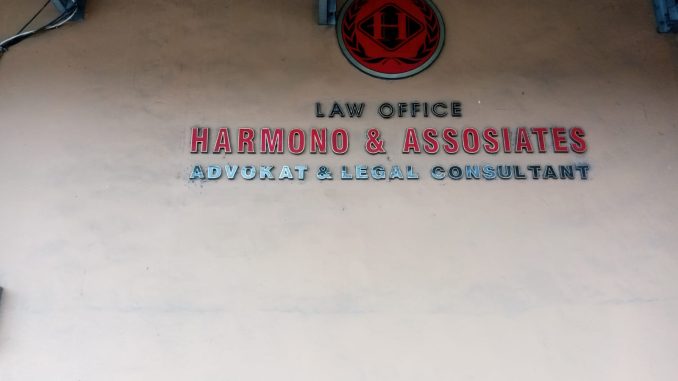 H
LAW OFFICE
HARMONO & ASSOSIATES
ADVOKAT & LEGAL CONSULTANT